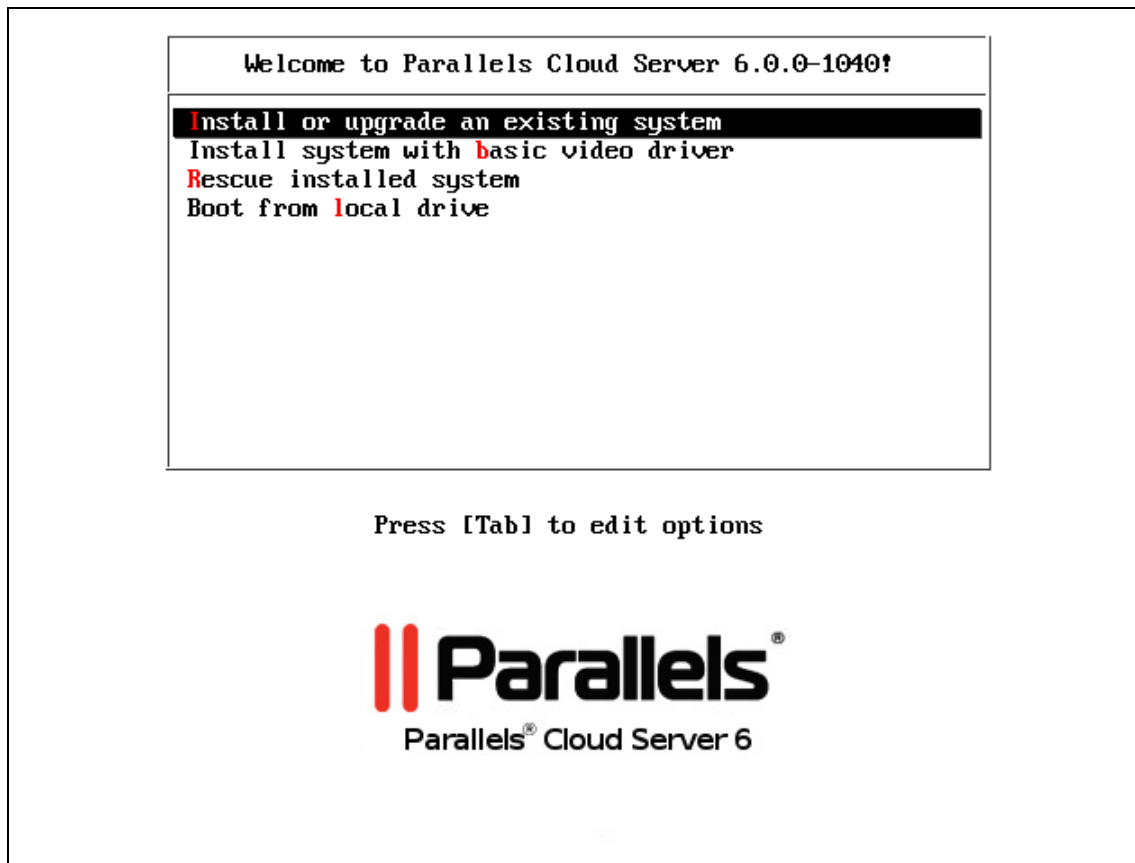 Welcome to Parallels Cloud Server 6.0.0-1040!
Install or upgrade an existing system
Install system with basic video driver
Rescue installed system
Boot from local drive
Press [Tab] to edit options
Parallels®
Parallels® Cloud Server 6